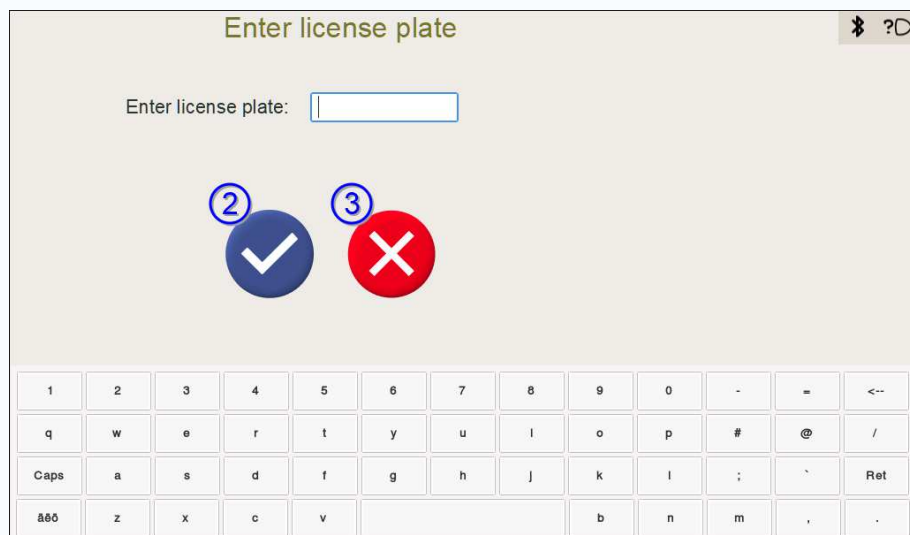 Enter license plate
?
Enter license plate:
2 3
1 2 3 4 5 6 7 8 9 0 - = <--
q w e r t y u i o p # @ /
Caps a s d f g h j k l ; ` Ret
äëö z x c v b n m , .